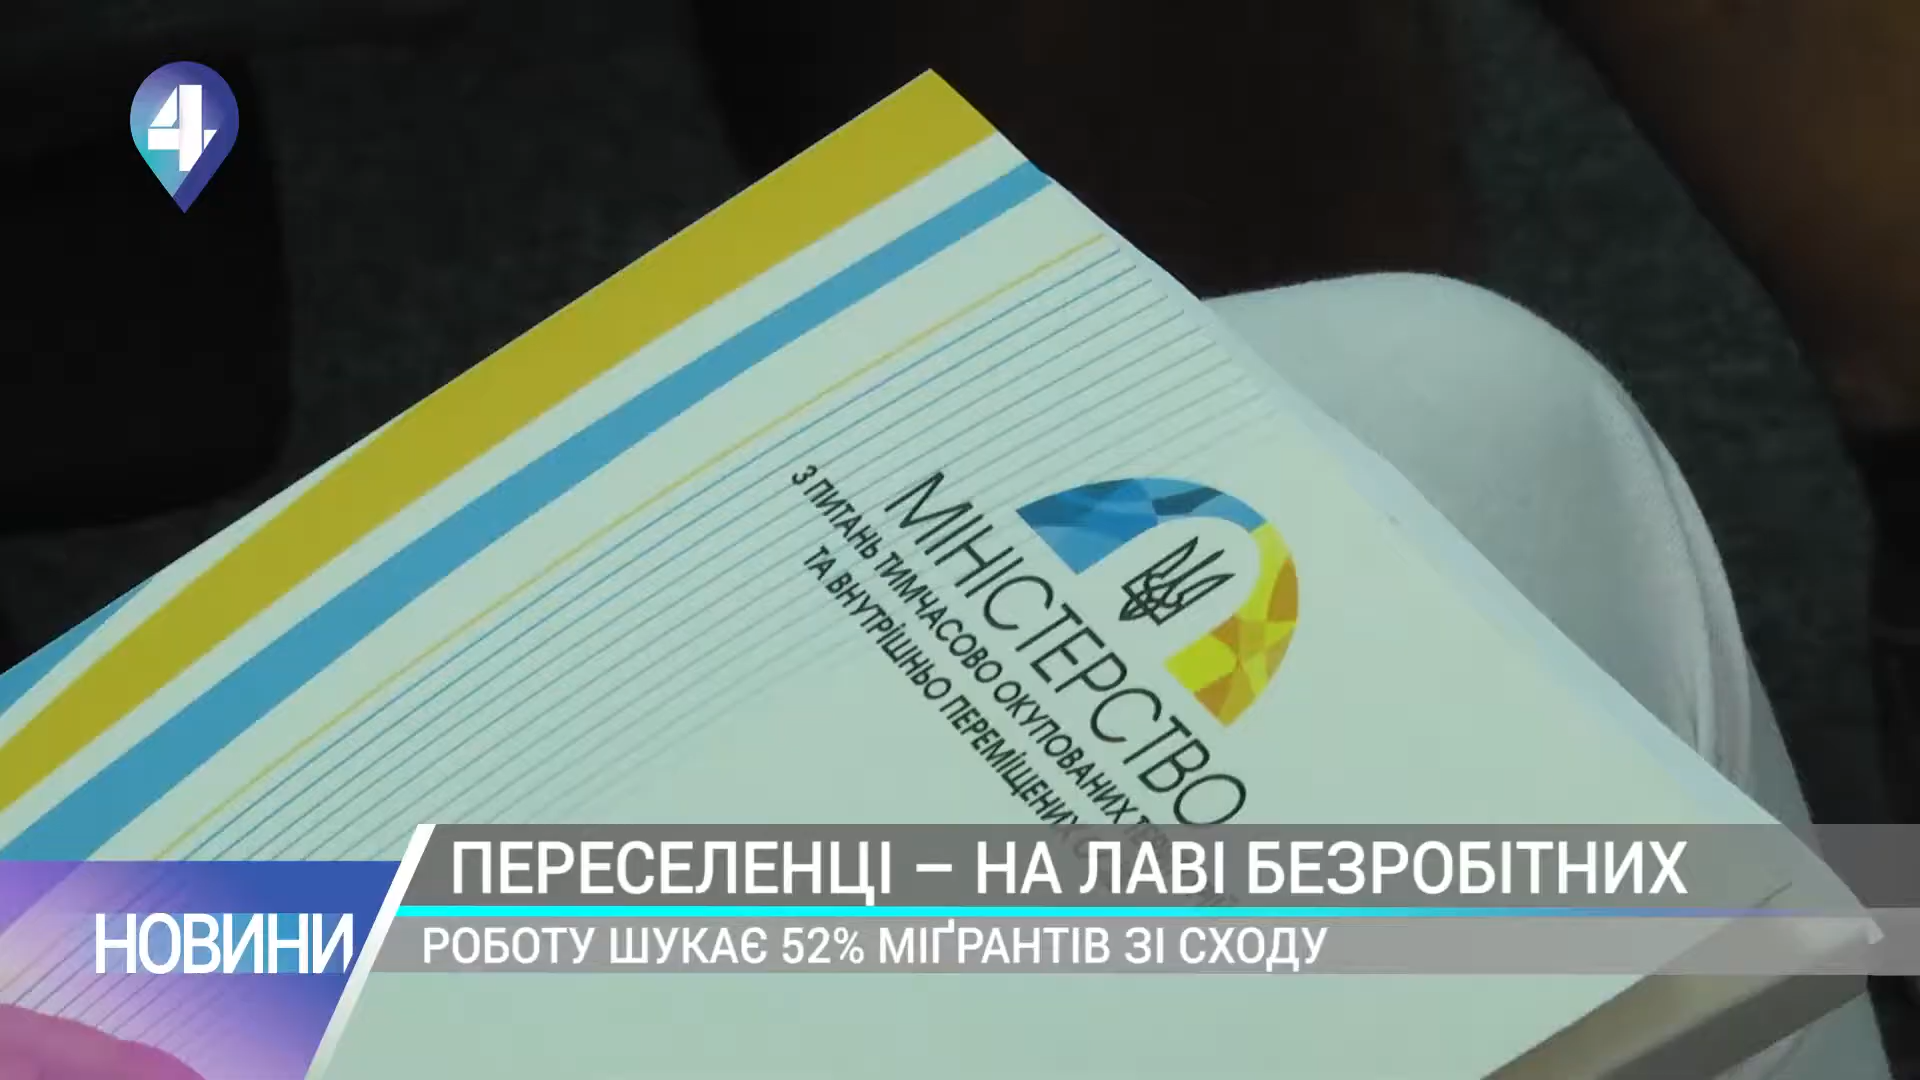 4
МІНІСТЕРСТВО
З ПИТАНЬ ТИМЧАСОВО ОКУПОВАНИХ
ТА ВНУТРІШНЬО ПЕРЕМІЩЕНИХ
ПЕРЕСЕЛЕНЦІ – НА ЛАВІ БЕЗРОБІТНИХ
НОВИНИ
РОБОТУ ШУКАЄ 52% МІҐРАНТІВ ЗІ СХОДУ